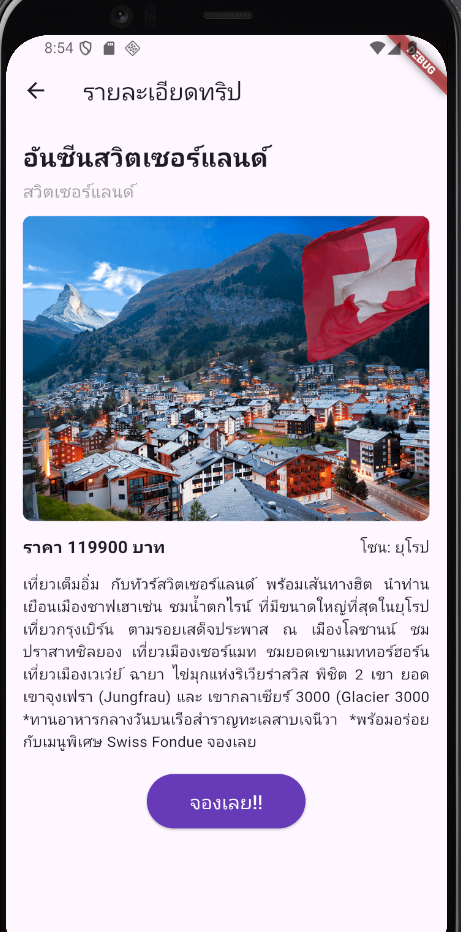 8:54
DEBUG
รายละเอียดทริป
อันซีนสวิตเซอร์แลนด์
สวิตเซอร์แลนด์
ราคา 119900 บาท
โซน: ยุโรป
เที่ยวเต็มอิ่ม กับทัวร์สวิตเซอร์แลนด์ พร้อมเส้นทางฮิต นำท่าน
เยือนเมืองซาฟเฮาเซ่น ชมน้ำตกไรน์ ที่มีขนาดใหญ่ที่สุดในยุโรป
เที่ยวกรุงเบิร์น ตามรอยเสด็จประพาส ณ เมืองโลซานน์ ชม
ปราสาทชิลยอง เที่ยวเมืองเซอร์แมท ชมยอดเขาแมททอร์ฮอร์น
เที่ยวเมืองเวเว่ย์ ฉายา ไข่มุกแห่งริเวียร่าสวิส พิชิต 2 เขา ยอด
เขาจุงเฟรา (Jungfrau) และ เขากลาเซียร์ 3000 (Glacier 3000
*ทานอาหารกลางวันบนเรือสำราญทะเลสาบเจนีวา *พร้อมอร่อย
กับเมนูพิเศษ Swiss Fondue จองเลย
จองเลย!!